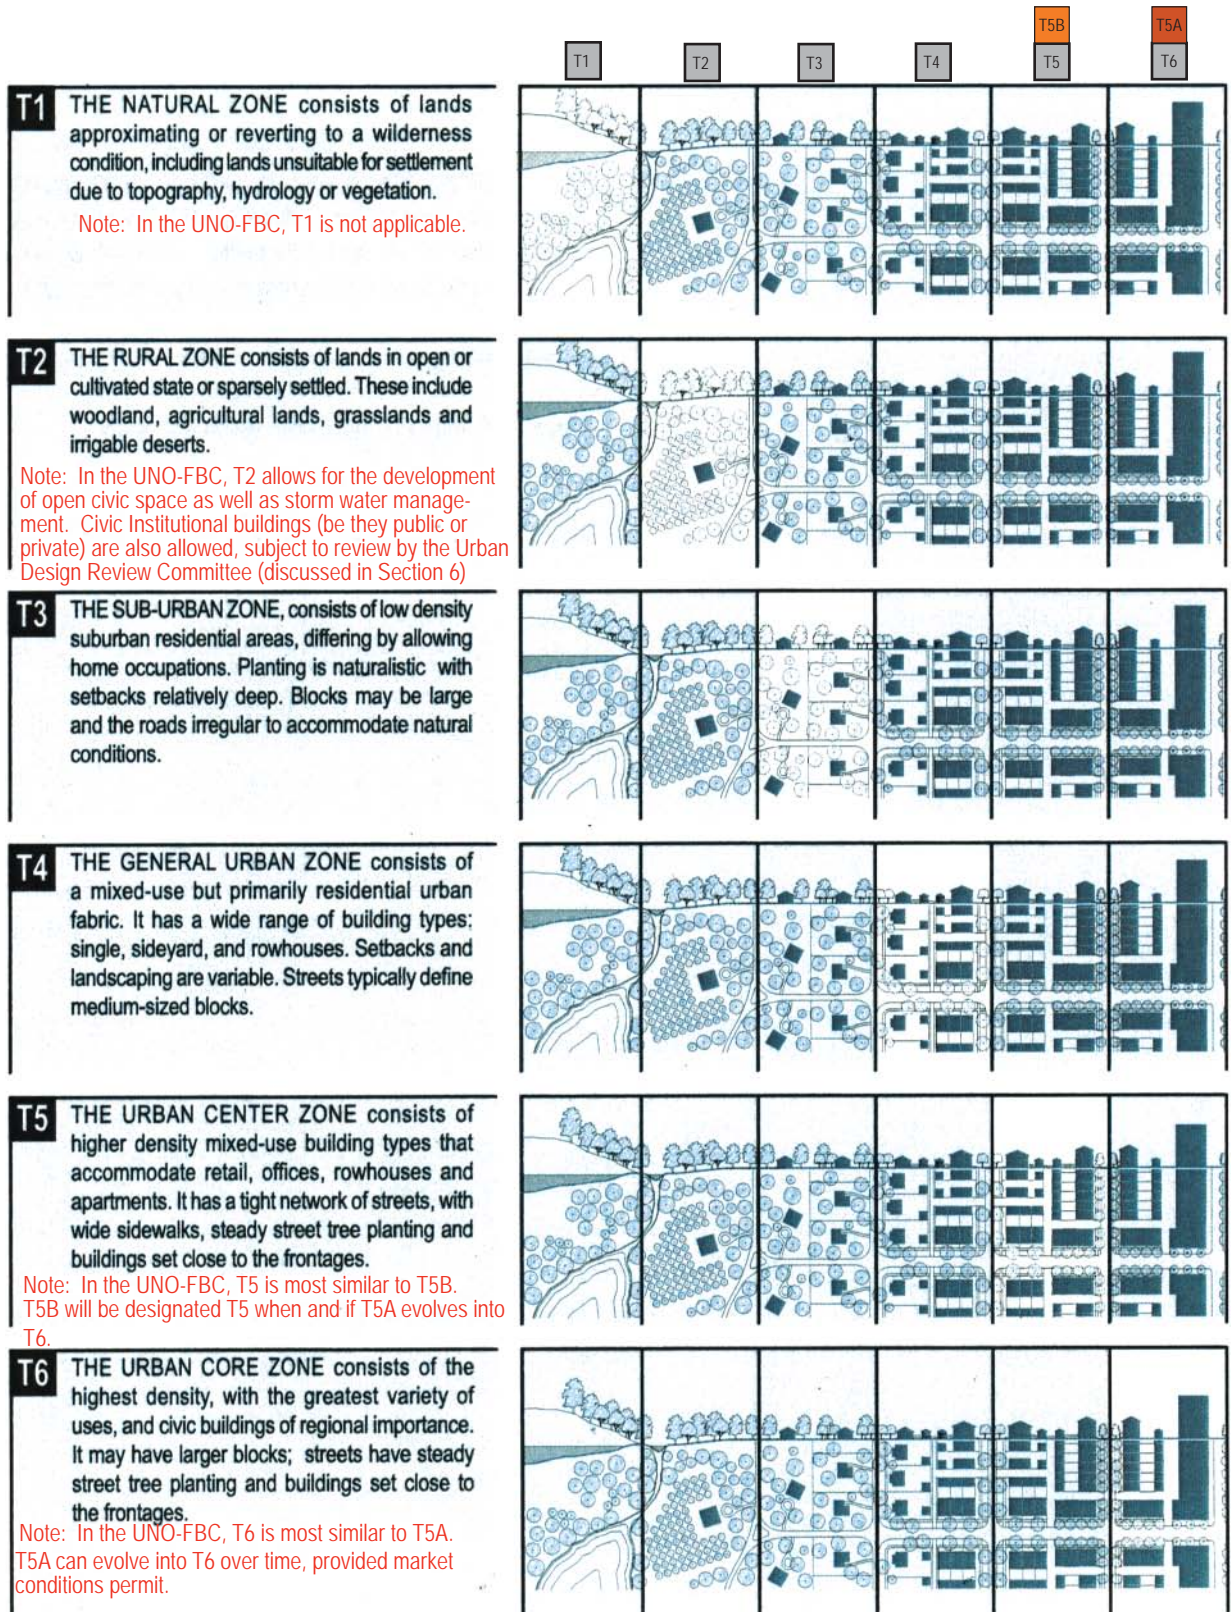 T5B T5A
T1 T2 T3 T4 T5 T6
T1 THE NATURAL ZONE consists of lands
approximating or reverting to a wilderness
condition, including lands unsuitable for settlement
due to topography, hydrology or vegetation.
Note: In the UNO-FBC, T1 is not applicable.
T2 THE RURAL ZONE consists of lands in open or
cultivated state or sparsely settled. These include
woodland, agricultural lands, grasslands and
irrigable deserts.
Note: In the UNO-FBC, T2 allows for the development
of open civic space as well as storm water manage-
ment. Civic Institutional buildings (be they public or
private) are also allowed, subject to review by the Urban
Design Review Committee (discussed in Section 6)
T3 THE SUB-URBAN ZONE, consists of low density
suburban residential areas, differing by allowing
home occupations. Planting is naturalistic with
setbacks relatively deep. Blocks may be large
and the roads irregular to accommodate natural
conditions.
T4 THE GENERAL URBAN ZONE consists of
a mixed-use but primarily residential urban
fabric. It has a wide range of building types:
single, sideyard, and rowhouses. Setbacks and
landscaping are variable. Streets typically define
medium-sized blocks.
T5 THE URBAN CENTER ZONE consists of
higher density mixed-use building types that
accommodate retail, offices, rowhouses and
apartments. It has a tight network of streets, with
wide sidewalks, steady street tree planting and
buildings set close to the frontages.
Note: In the UNO-FBC, T5 is most similar to T5B.
T5B will be designated T5 when and if T5A evolves into
T6.
T6 THE URBAN CORE ZONE consists of the
highest density, with the greatest variety of
uses, and civic buildings of regional importance.
It may have larger blocks; streets have steady
street tree planting and buildings set close to
the frontages.
Note: In the UNO-FBC, T6 is most similar to T5A.
T5A can evolve into T6 over time, provided market
conditions permit.